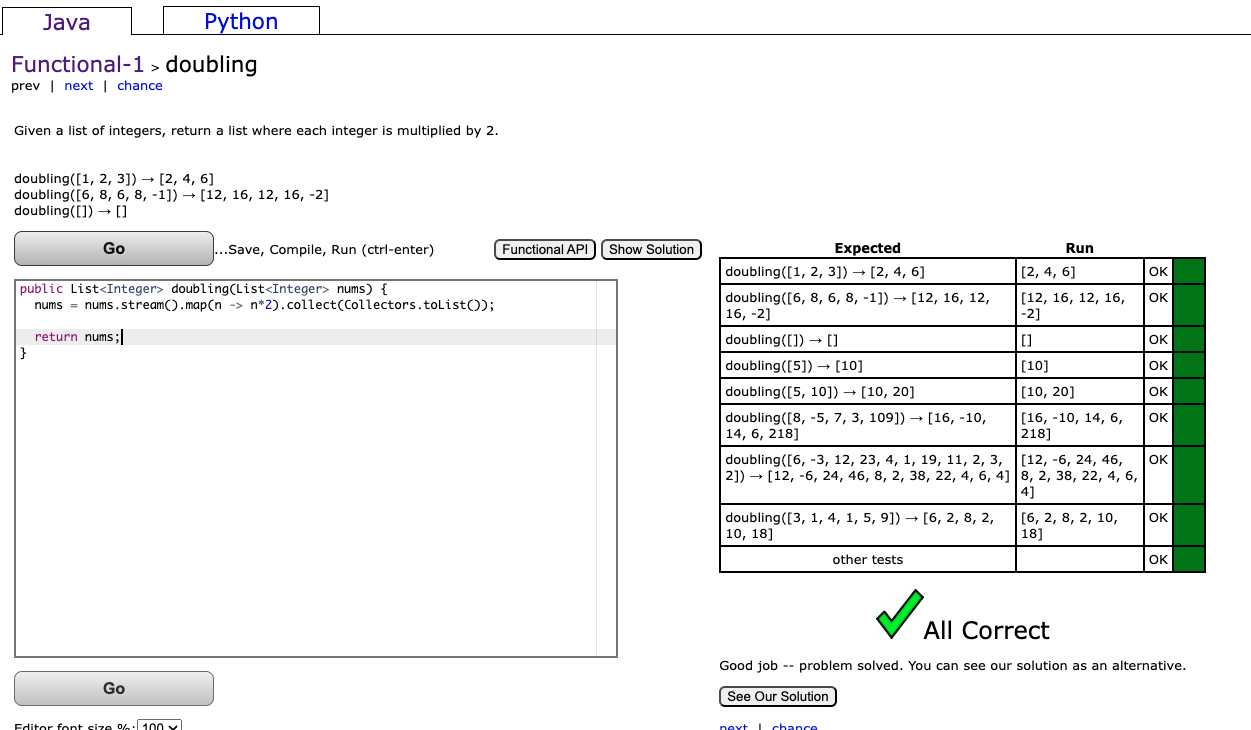 Java Python
Functional-1 > doubling
prev | next | chance
Given a list of integers, return a list where each integer is multiplied by 2.
doubling([1, 2, 3]) → [2, 4, 6]
doubling([6, 8, 6, 8, -1]) → [12, 16, 12, 16, -2]
doubling([]) → []
Go ...Save, Compile, Run (ctrl-enter) Functional API Show Solution
public List<Integer> doubling(List<Integer> nums) {
  nums = nums.stream().map(n -> n*2).collect(Collectors.toList());
  return nums;
}
Go
Editor font size %: 100
Expected Run
doubling([1, 2, 3]) → [2, 4, 6] [2, 4, 6] OK
doubling([6, 8, 6, 8, -1]) → [12, 16, 12, [12, 16, 12, 16, OK
16, -2] -2]
doubling([]) → [] [] OK
doubling([5]) → [10] [10] OK
doubling([5, 10]) → [10, 20] [10, 20] OK
doubling([8, -5, 7, 3, 109]) → [16, -10, [16, -10, 14, 6, OK
14, 6, 218] 218]
doubling([6, -3, 12, 23, 4, 1, 19, 11, 2, 3, [12, -6, 24, 46, OK
2]) → [12, -6, 24, 46, 8, 2, 38, 22, 4, 6, 4] 8, 2, 38, 22, 4, 6,
4]
doubling([3, 1, 4, 1, 5, 9]) → [6, 2, 8, 2, [6, 2, 8, 2, 10, OK
10, 18] 18]
other tests OK
All Correct
Good job -- problem solved. You can see our solution as an alternative.
See Our Solution
next | chance